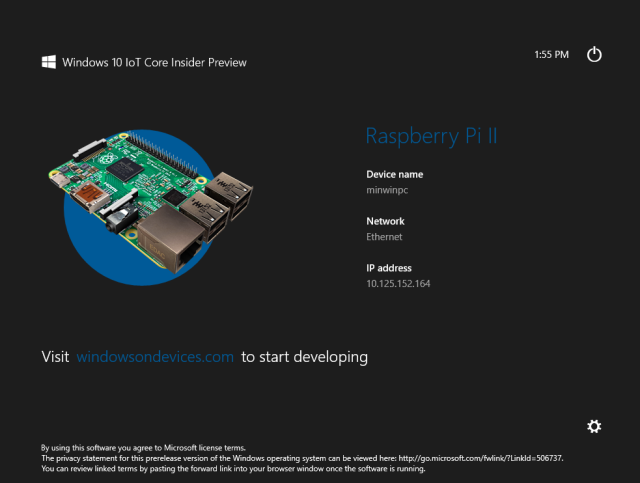 Windows 10 IoT Core Insider Preview
1:55 PM
Raspberry Pi II
Device name
minwinpc
Network
Ethernet
IP address
10.125.152.164
Visit windowsondevices.com to start developing
By using this software you agree to Microsoft license terms.
The privacy statement for this prerelease version of the Windows operating system can be viewed here: http://go.microsoft.com/fwlink/?LinkId=506737.
You can review linked terms by pasting the forward link into your browser window once the software is running.